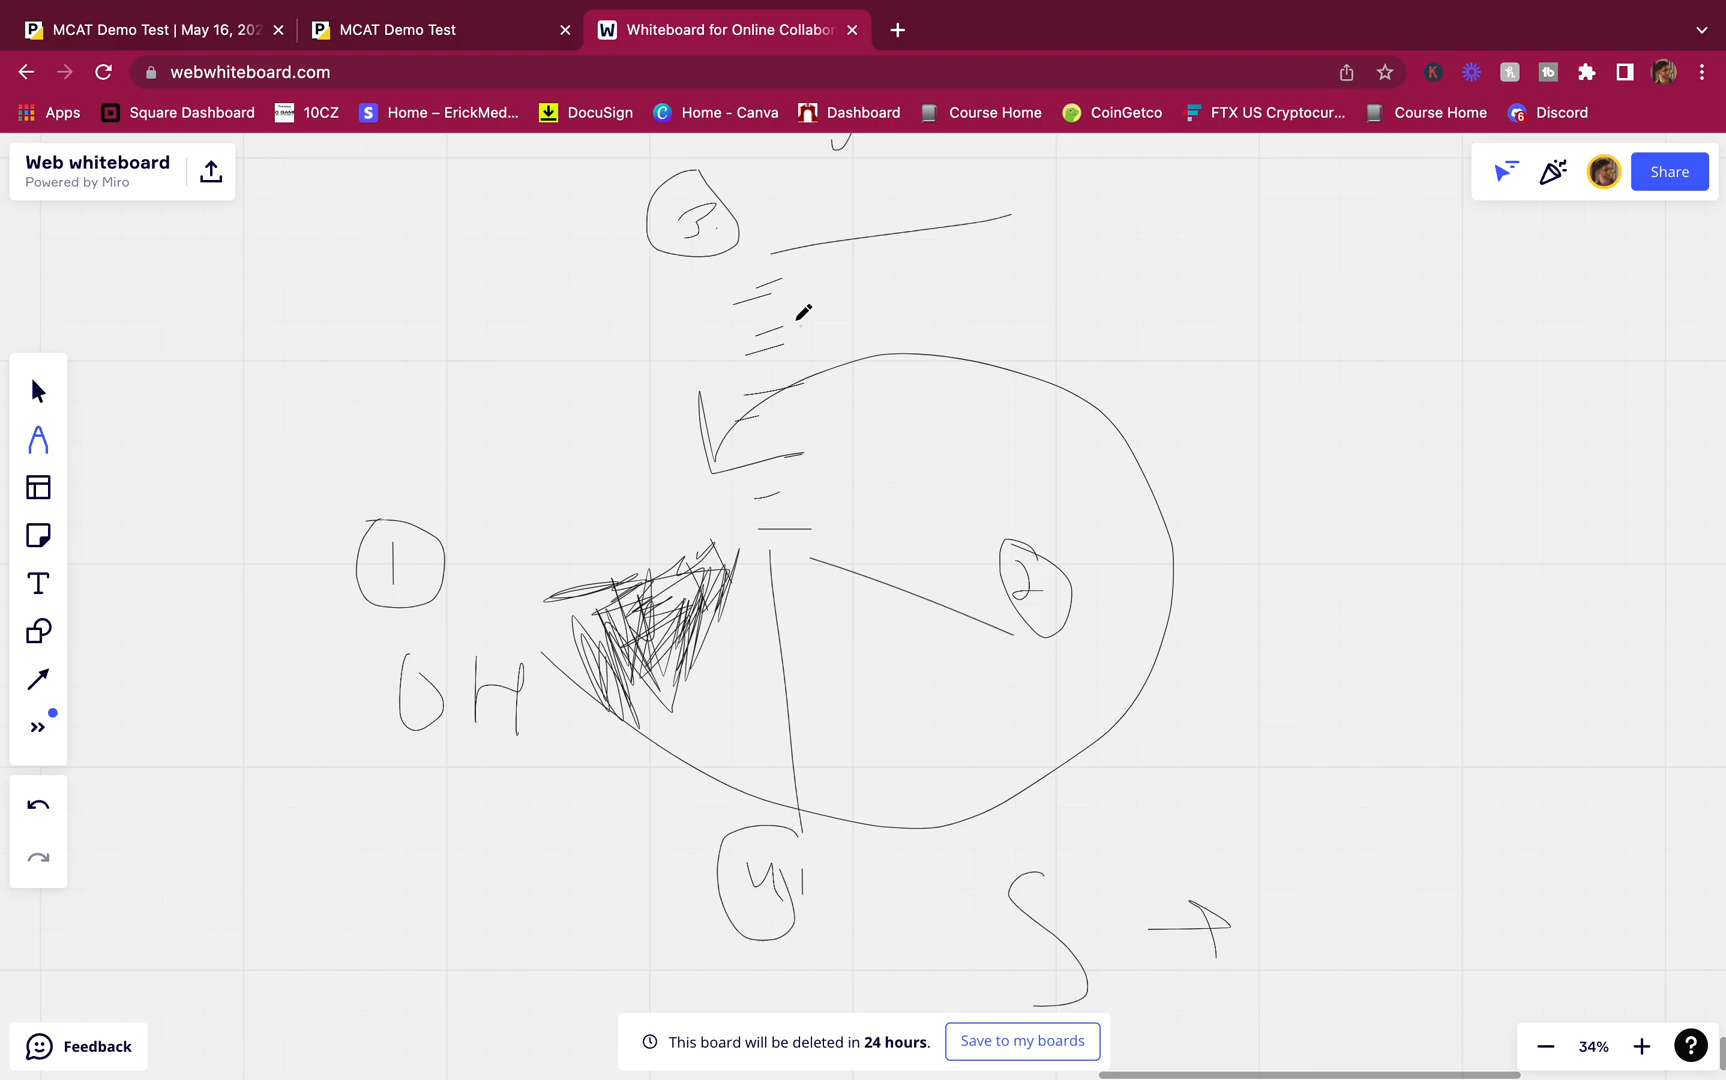 MCAT Demo Test | May 16, 202
MCAT Demo Test
Whiteboard for Online Collabor
webwhiteboard.com
Apps
Square Dashboard
10CZ
Home – ErickMed...
DocuSign
Home - Canva
Dashboard
Course Home
CoinGetco
FTX US Cryptocur...
Course Home
Discord
Web whiteboard
Powered by Miro
Share
3
1
2
OH
4
S →
Feedback
This board will be deleted in 24 hours.
Save to my boards
34%